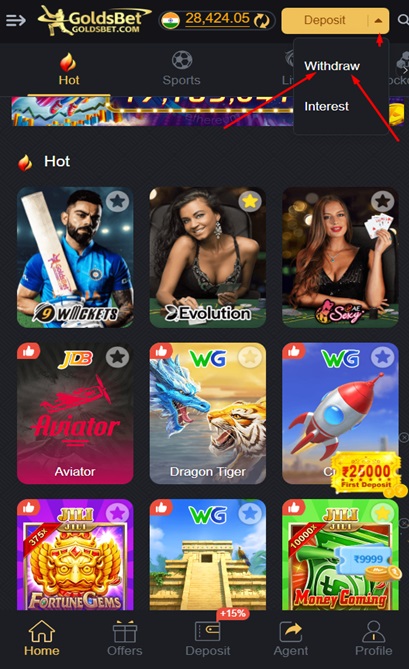 GoldsBet
GOLDSBET.COM
28,424.05
Deposit
Hot
Sports
Li
Withdraw
Interest
Hot
9 WICKETS
Evolution
AE
Sexy
JDB
AVIATOR
Aviator
WG
Dragon Tiger
WG
C
₹25000
First Deposit
JILI
JILI
375X
FORTUNE GEMS
WG
JILI
JILI
10000X
₹9999
Money Coming
Home
Offers
+15%
Deposit
Agent
Profile